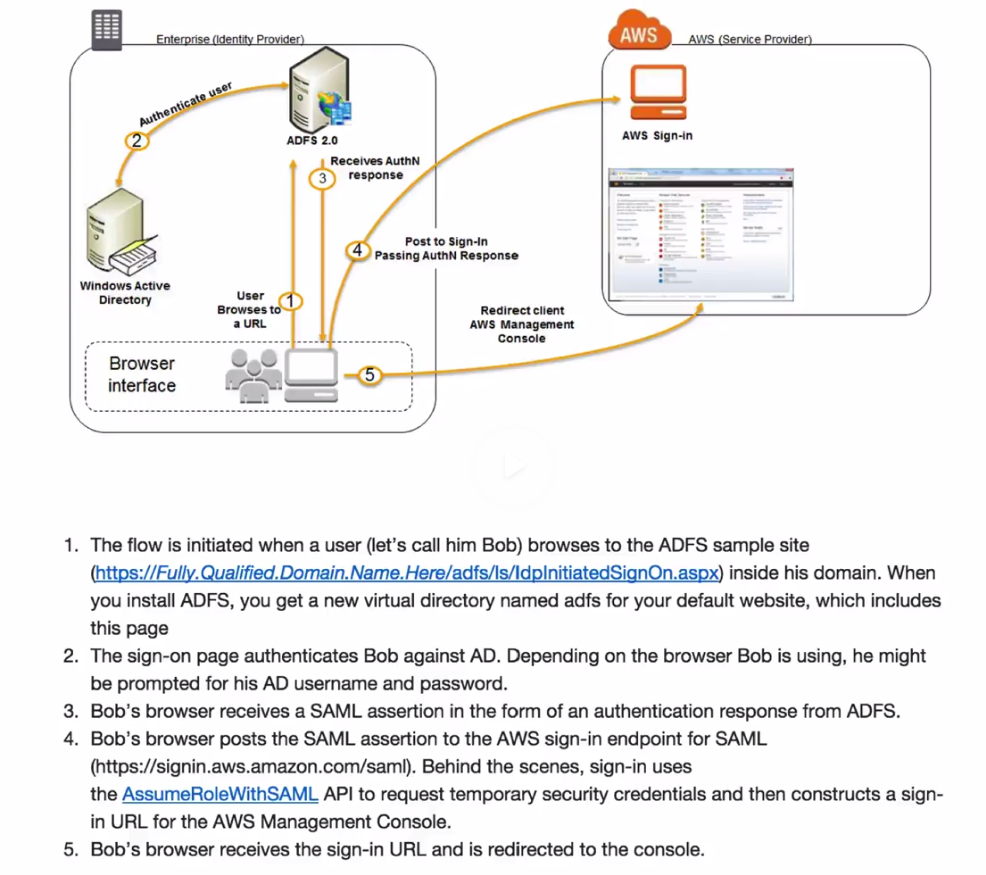 Enterprise (Identity Provider)
AWS
AWS (Service Provider)
Authenticate user
2
ADFS 2.0
AWS Sign-in
3
Receives AuthN
response
4
Post to Sign-In
Passing AuthN Response
Windows Active
Directory
User
Browses to
a URL
1
Redirect client
AWS Management
Console
Browser
interface
5
1. The flow is initiated when a user (let's call him Bob) browses to the ADFS sample site
(https://Fully.Qualified.Domain.Name.Here/adfs/ls/IdpInitiatedSignOn.aspx) inside his domain. When
you install ADFS, you get a new virtual directory named adfs for your default website, which includes
this page
2. The sign-on page authenticates Bob against AD. Depending on the browser Bob is using, he might
be prompted for his AD username and password.
3. Bob's browser receives a SAML assertion in the form of an authentication response from ADFS.
4. Bob's browser posts the SAML assertion to the AWS sign-in endpoint for SAML
(https://signin.aws.amazon.com/saml). Behind the scenes, sign-in uses
the AssumeRoleWithSAML API to request temporary security credentials and then constructs a sign-
in URL for the AWS Management Console.
5. Bob's browser receives the sign-in URL and is redirected to the console.